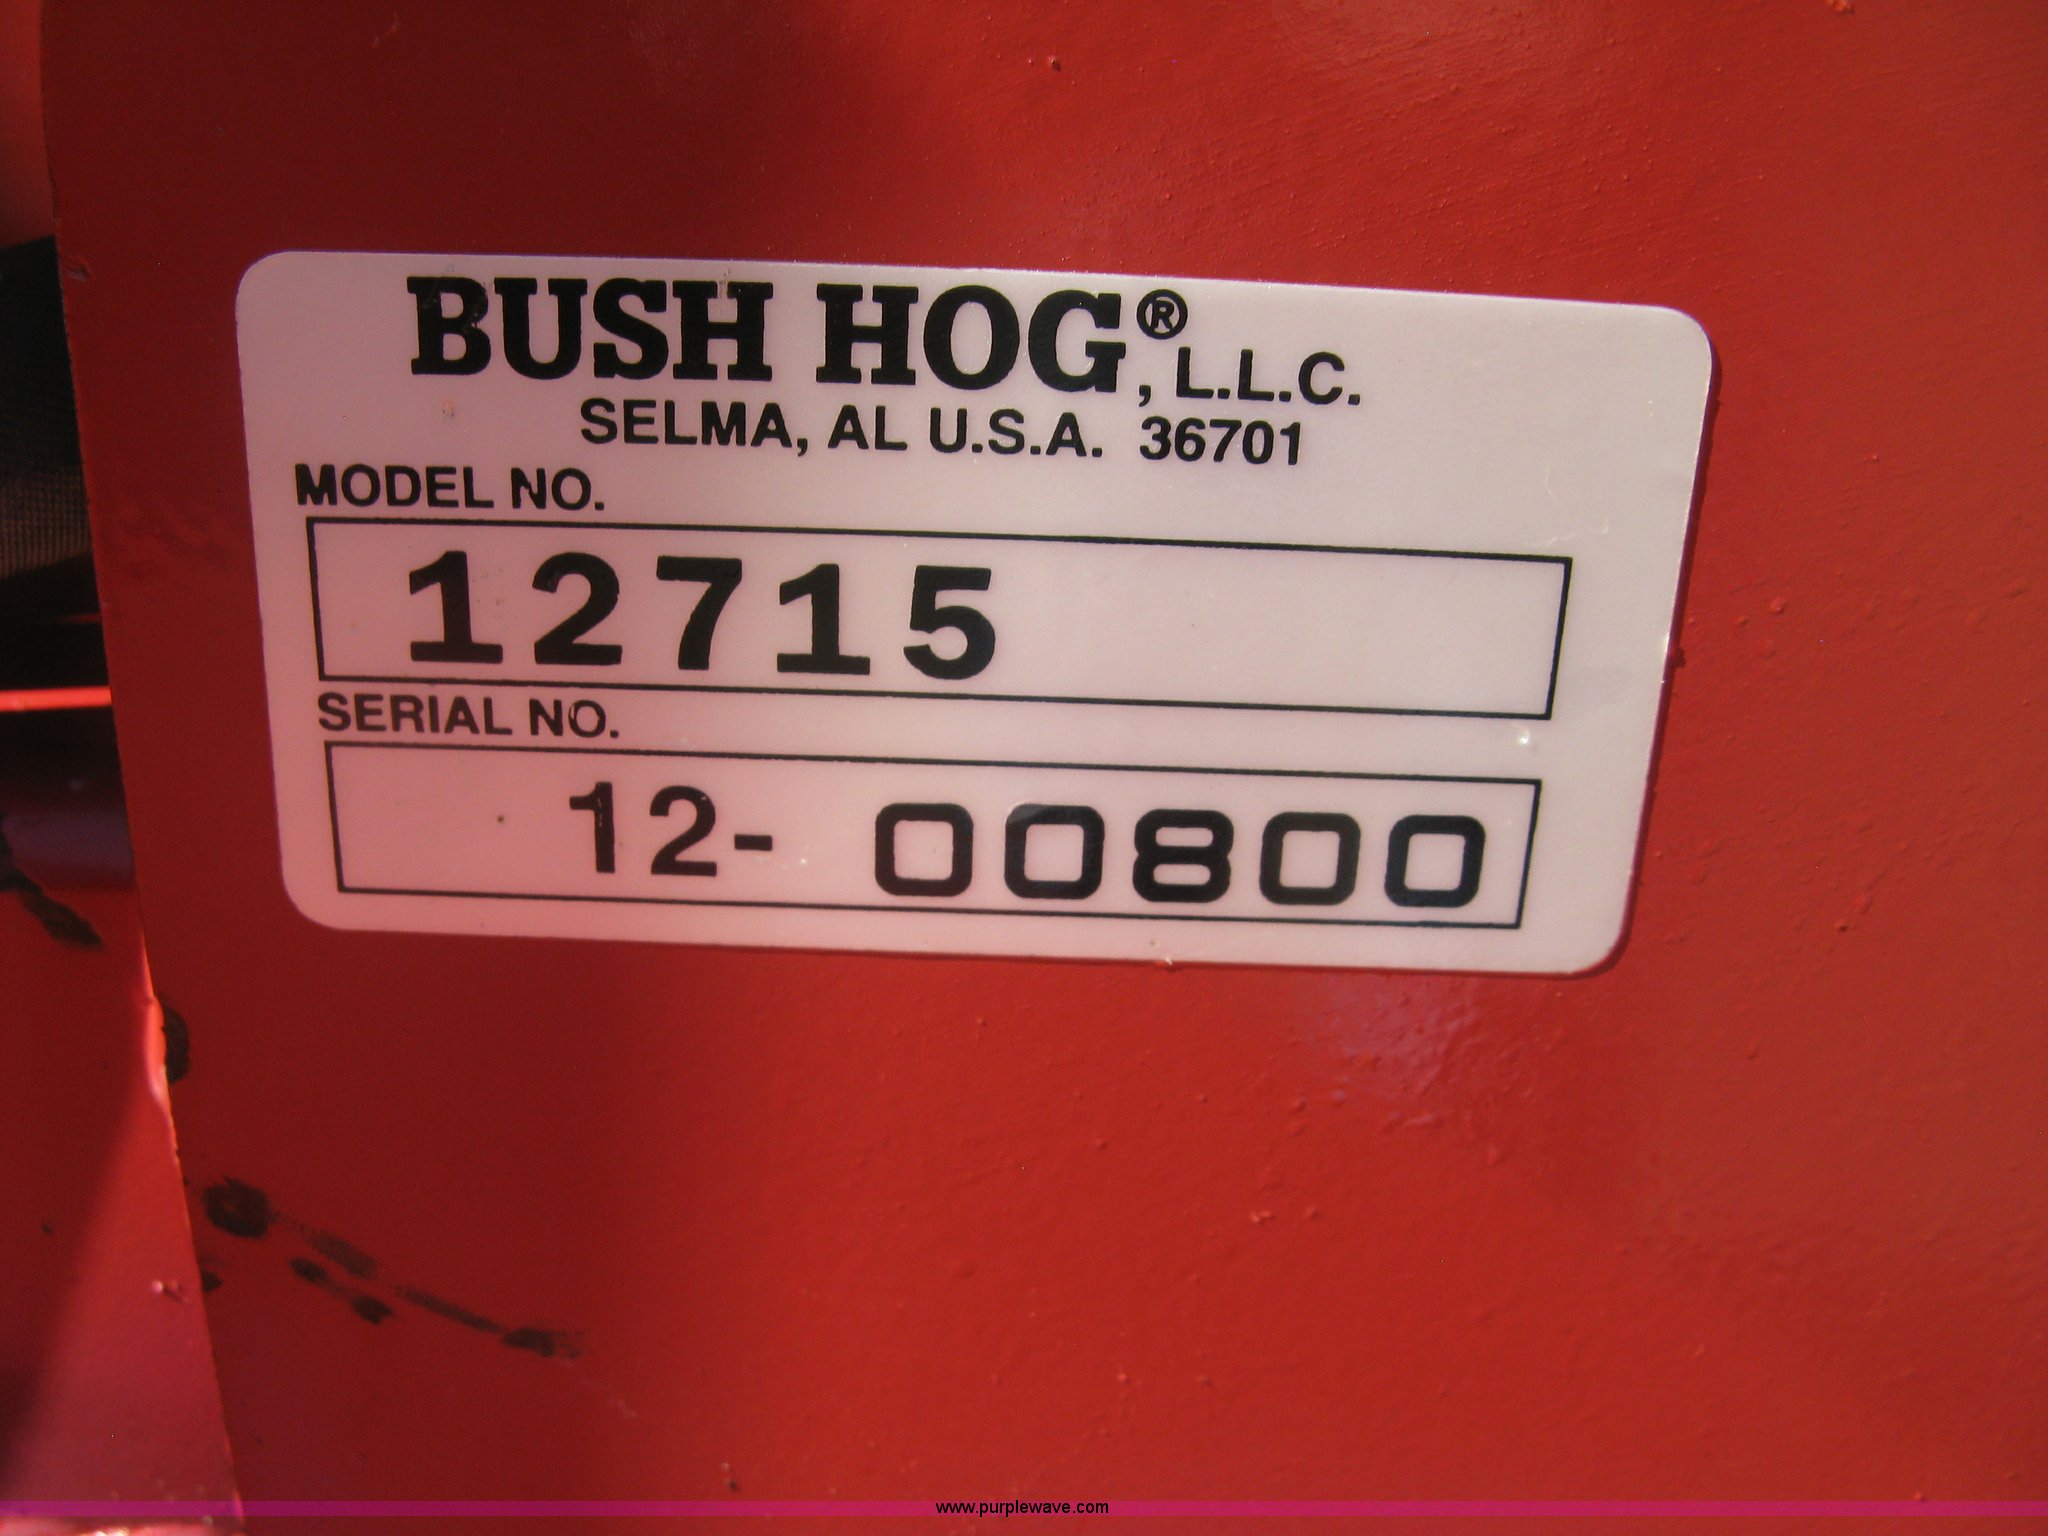 BUSH HOG®, L.L.C.
SELMA, AL U.S.A. 36701
MODEL NO.
12715
SERIAL NO.
12- 00800
www.purplewave.com